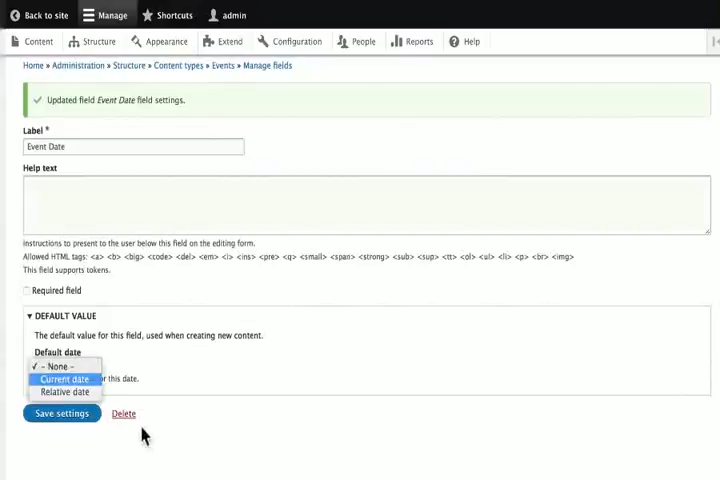 Back to site Manage Shortcuts admin
Content Structure Appearance Extend Configuration People Reports Help
Home » Administration » Structure » Content types » Events » Manage fields
Updated field Event Date field settings.
Label *
Event Date
Help text
Instructions to present to the user below this field on the editing form.
Allowed HTML tags: <a> <b> <big> <code> <del> <em> <i> <ins> <pre> <q> <small> <span> <strong> <sub> <sup> <tt> <ol> <ul> <li> <p> <br> <img>
This field supports tokens.
Required field
DEFAULT VALUE
The default value for this field, used when creating new content.
Default date
- None -
Current date
or this date.
Relative date
Save settings Delete